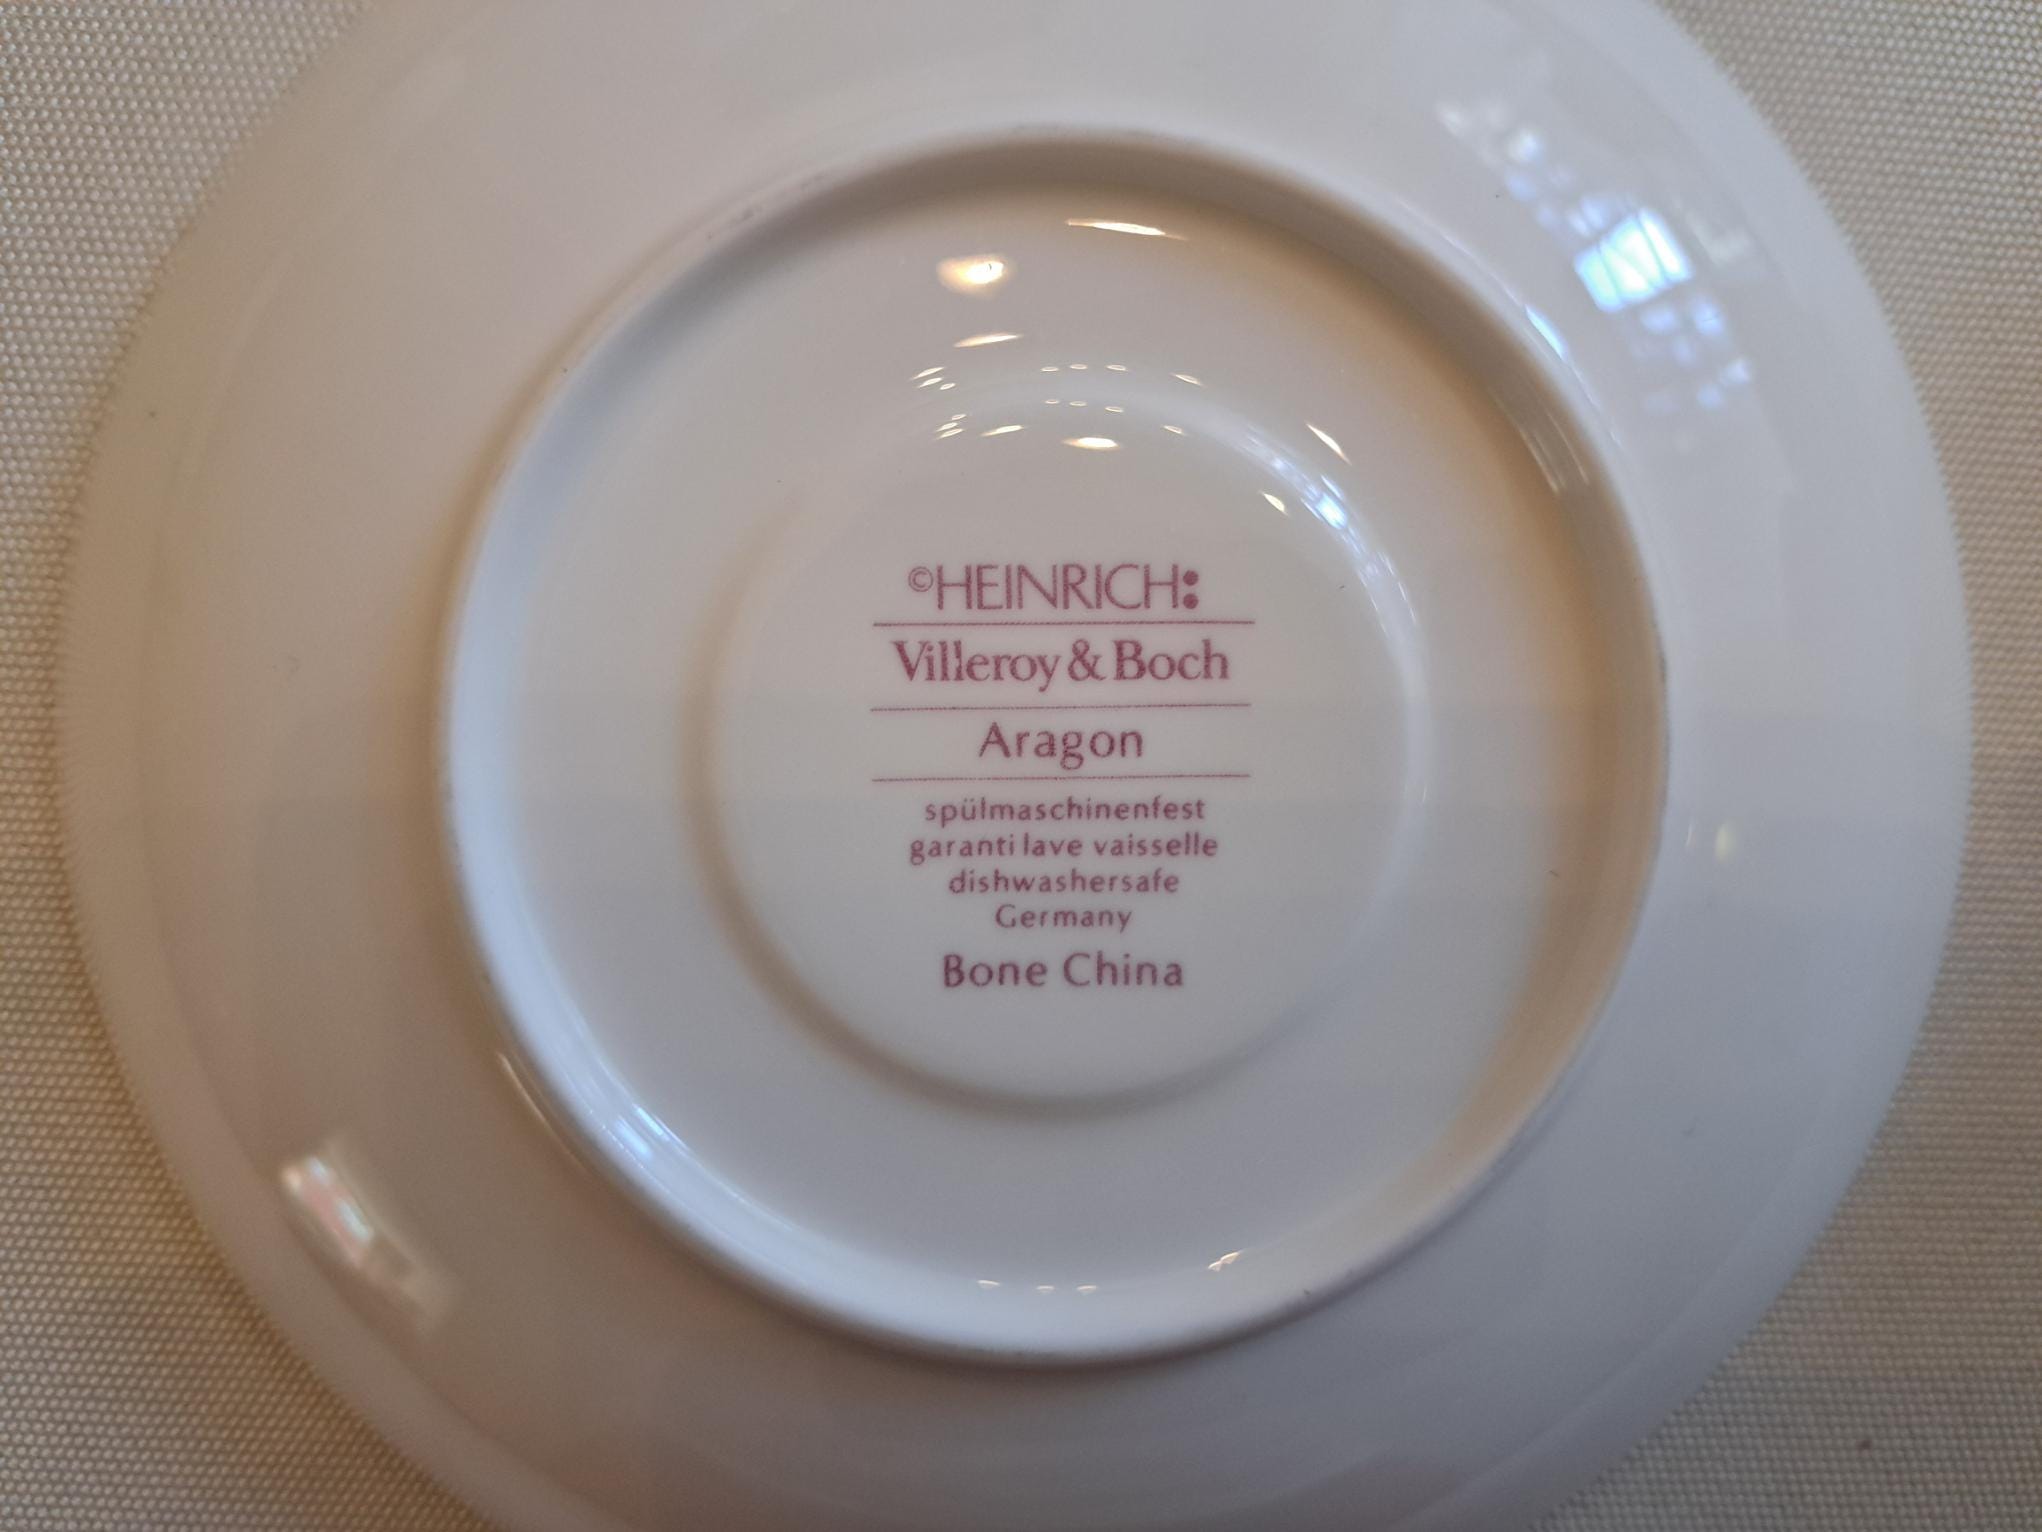 ©HEINRICH:
Villeroy & Boch
Aragon
spülmaschinenfest
garanti lave vaisselle
dishwashersafe
Germany
Bone China